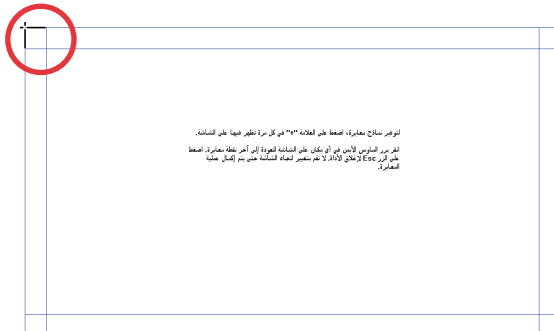 لتوفير نماذج معايرة، اضغط على العلامة "+" في كل مرة تظهر فيها على الشاشة.
انقر بزر الماوس الأيمن في أي مكان على الشاشة للعودة إلى آخر نقطة معايرة. اضغط
على الزر Esc لإغلاق الأداة. لا تقم بتغيير اتجاه الشاشة حتى يتم إكمال عملية
المعايرة.